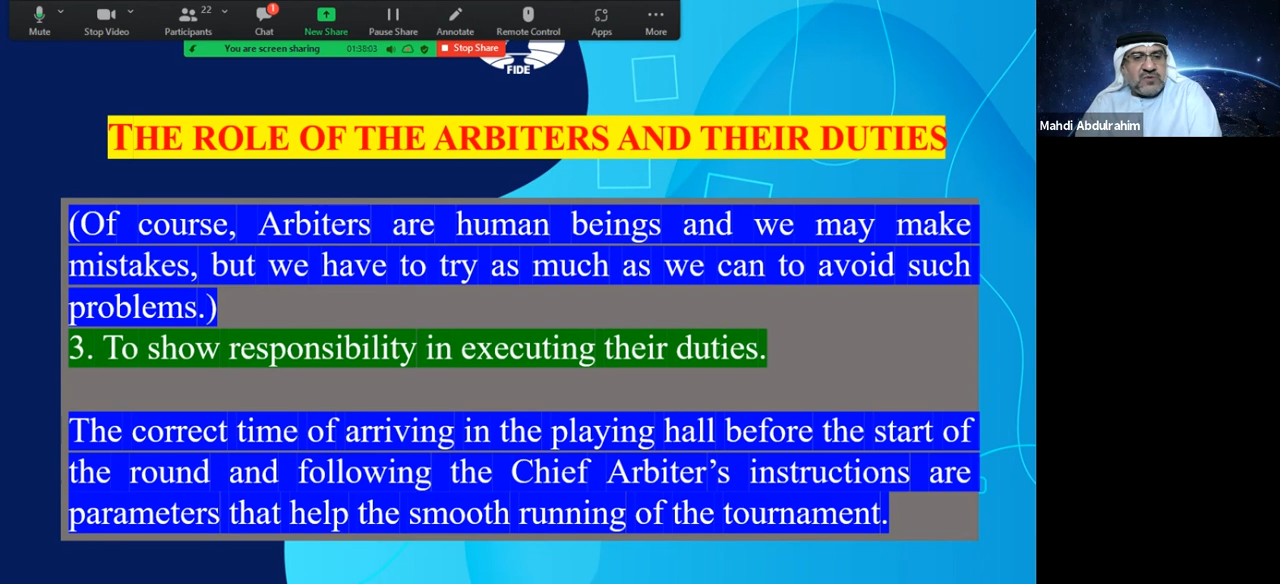 22
1
Mute
Stop Video
Participants
Chat
New Share
Pause Share
Annotate
Remote Control
Apps
More
You are screen sharing
01:38:03
Stop Share
FIDE
THE ROLE OF THE ARBITERS AND THEIR DUTIES
(Of course, Arbiters are human beings and we may make
mistakes, but we have to try as much as we can to avoid such
problems.)
3. To show responsibility in executing their duties.
The correct time of arriving in the playing hall before the start of
the round and following the Chief Arbiter’s instructions are
parameters that help the smooth running of the tournament.
Mahdi Abdulrahim